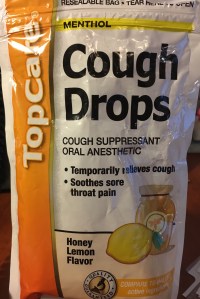 RESEALABLE BAG • TEAR HERE TO OPEN
MENTHOL
TopCare
Cough
Drops
COUGH SUPPRESSANT
ORAL ANESTHETIC
• Temporarily relieves cough
• Soothes sore
throat pain
Honey
Lemon
Flavor
QUALITY